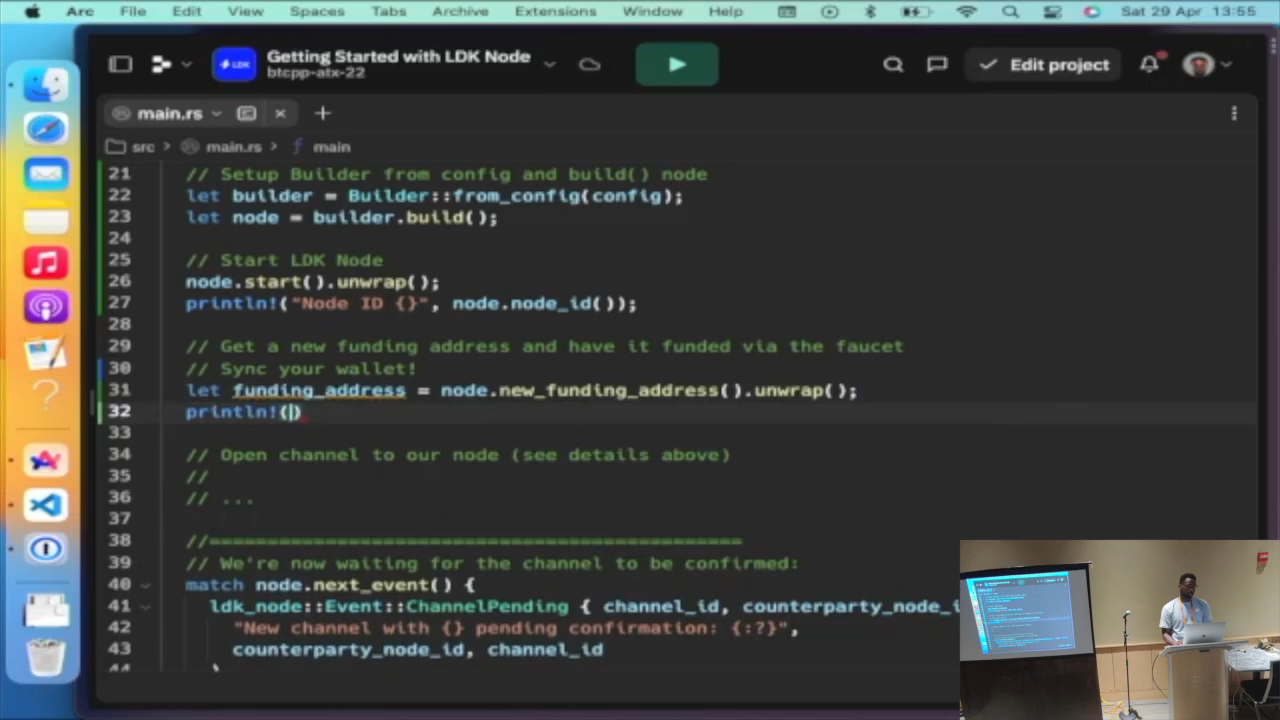 Arc File Edit View Spaces Tabs Archive Extensions Window Help Sat 29 Apr 13:55
LDK Getting Started with LDK Node
btcpp-atx-22
Edit project
main.rs
src > main.rs > f main
21 // Setup Builder from config and build() node
22 let builder = Builder::from_config(config);
23 let node = builder.build();
24
25 // Start LDK Node
26 node.start().unwrap();
27 println!("Node ID {}", node.node_id());
28
29 // Get a new funding address and have it funded via the faucet
30 // Sync your wallet!
31 let funding_address = node.new_funding_address().unwrap();
32 println!()
33
34 // Open channel to our node (see details above)
35 //
36 // ...
37
38 //==============================================
39 // We're now waiting for the channel to be confirmed:
40 match node.next_event() {
41 ldk_node::Event::ChannelPending { channel_id, counterparty_node_i
42 "New channel with {} pending confirmation: {:?}",
43 counterparty_node_id, channel_id
44